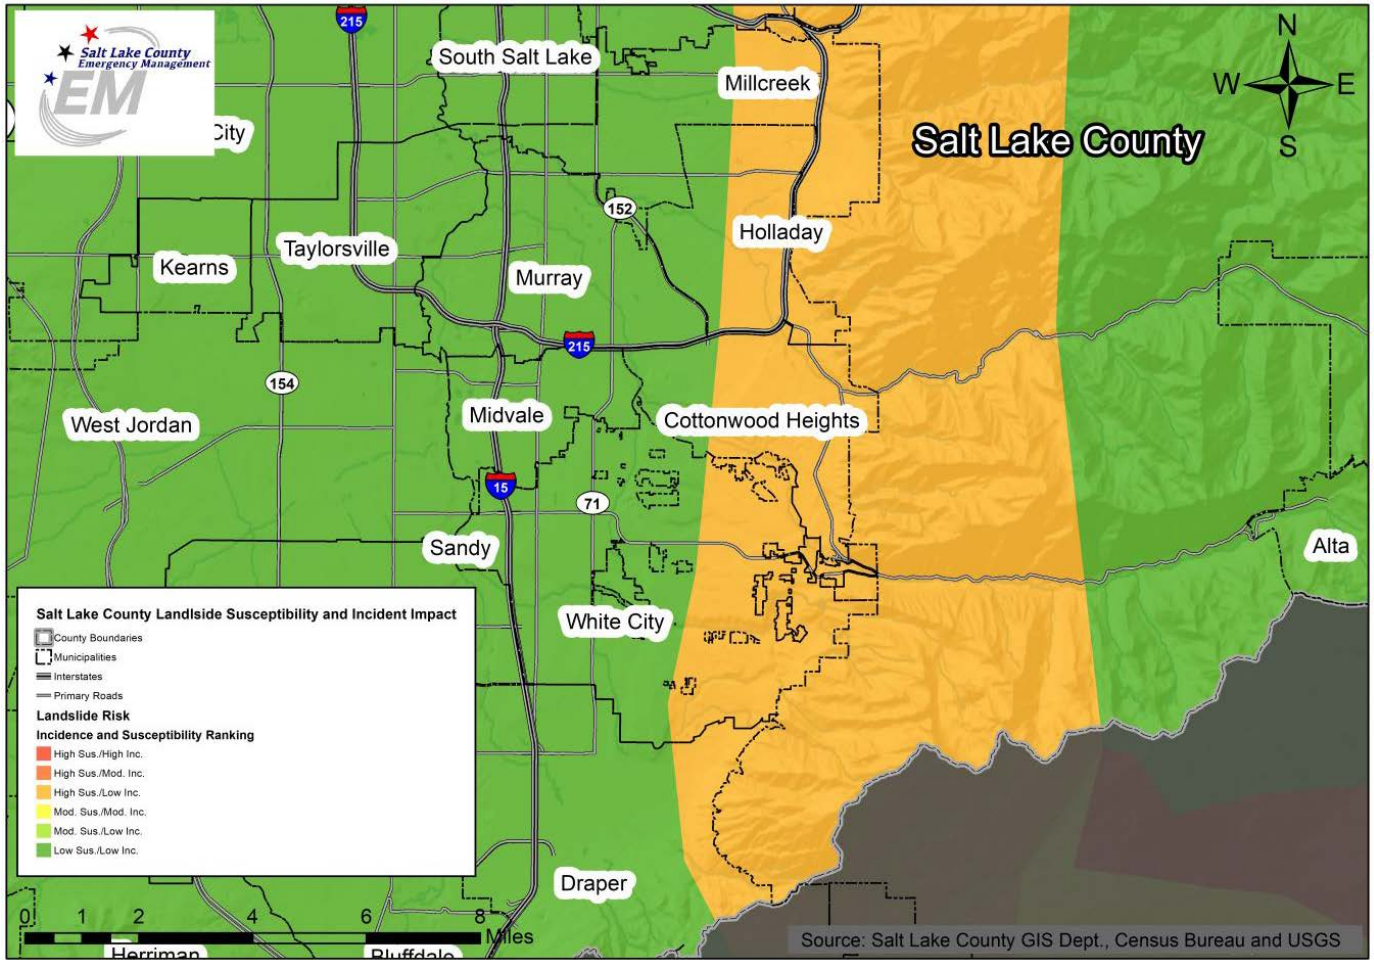 Salt Lake County
Emergency Management
EM
215
South Salt Lake
Millcreek
N
W E
S
City
Salt Lake County
152
Holladay
Taylorsville
Kearns
Murray
215
154
Midvale
Cottonwood Heights
West Jordan
15
71
Sandy
Alta
White City
Salt Lake County Landslide Susceptibility and Incident Impact
County Boundaries
Municipalities
Interstates
Primary Roads
Landslide Risk
Incidence and Susceptibility Ranking
High Sus./High Inc.
High Sus./Mod. Inc.
High Sus./Low Inc.
Mod. Sus./Mod. Inc.
Mod. Sus./Low Inc.
Low Sus./Low Inc.
Draper
0 1 2 4 6 8
Miles
Herriman
Bluffdale
Source: Salt Lake County GIS Dept., Census Bureau and USGS